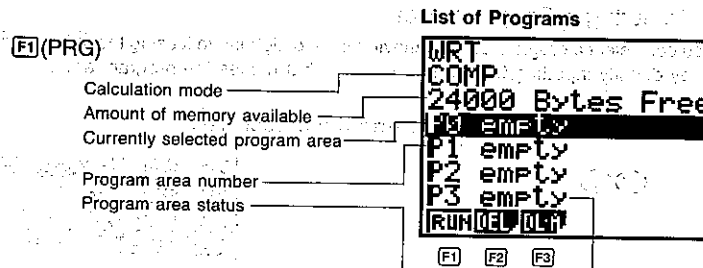 List of Programs
F1(PRG)
WRT
Calculation mode
COMP
Amount of memory available
24000 Bytes Free
Currently selected program area
P0 empty
P1 empty
Program area number
P2 empty
Program area status
P3 empty
RUN DEL DL·M
F1 F2 F3